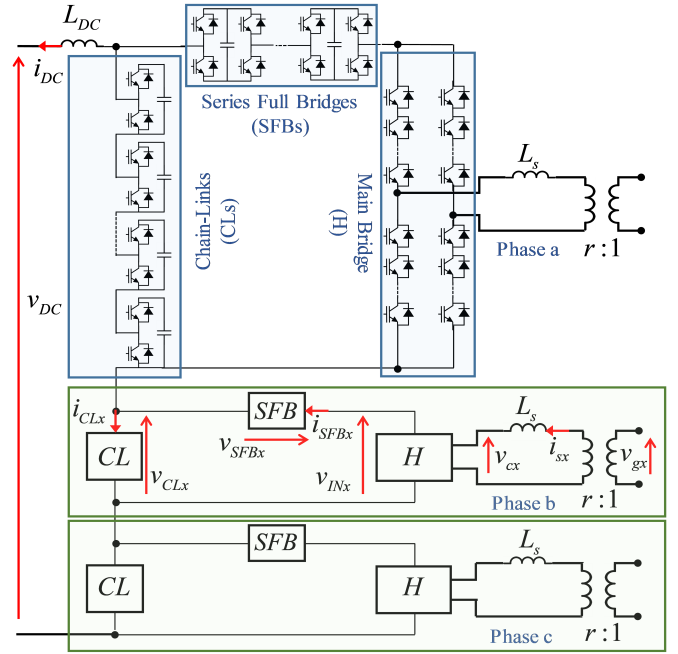 L_DC
i_DC
Series Full Bridges
(SFBs)
Chain-Links
(CLs)
Main Bridge
(H)
L_s
Phase a
r : 1
v_DC
i_CLx
SFB
i_SFBx
v_SFBx
CL
v_CLx
v_INx
H
L_s
v_cx
i_sx
v_gx
Phase b
r : 1
SFB
CL
H
L_s
Phase c
r : 1